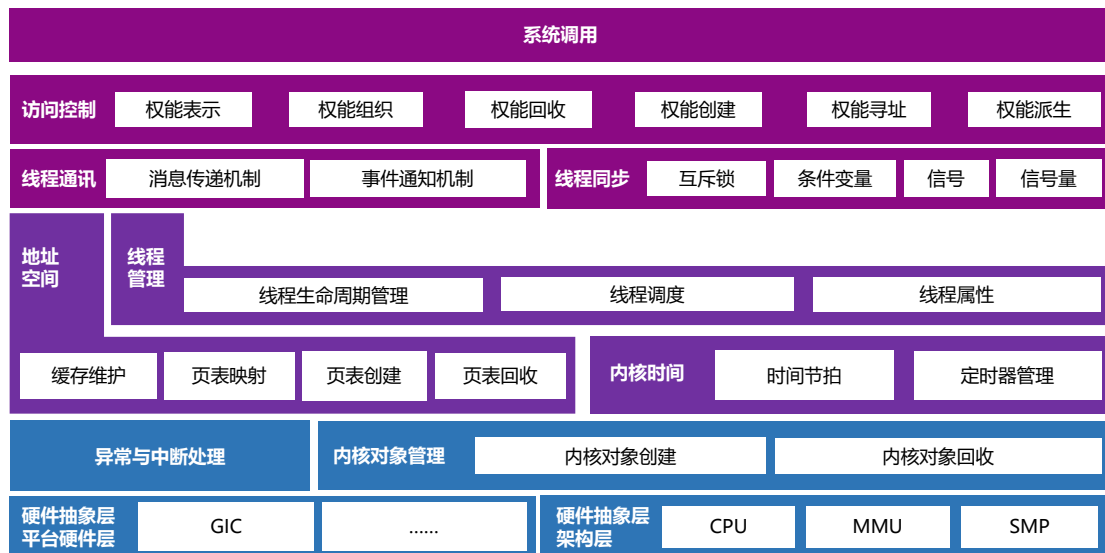 系统调用
访问控制 权能表示 权能组织 权能回收 权能创建 权能寻址 权能派生
线程通讯 消息传递机制 事件通知机制 线程同步 互斥锁 条件变量 信号 信号量
地址
空间
线程
管理
线程生命周期管理 线程调度 线程属性
缓存维护 页表映射 页表创建 页表回收 内核时间 时间节拍 定时器管理
异常与中断处理 内核对象管理 内核对象创建 内核对象回收
硬件抽象层
平台硬件层
GIC ......
硬件抽象层
架构层
CPU MMU SMP